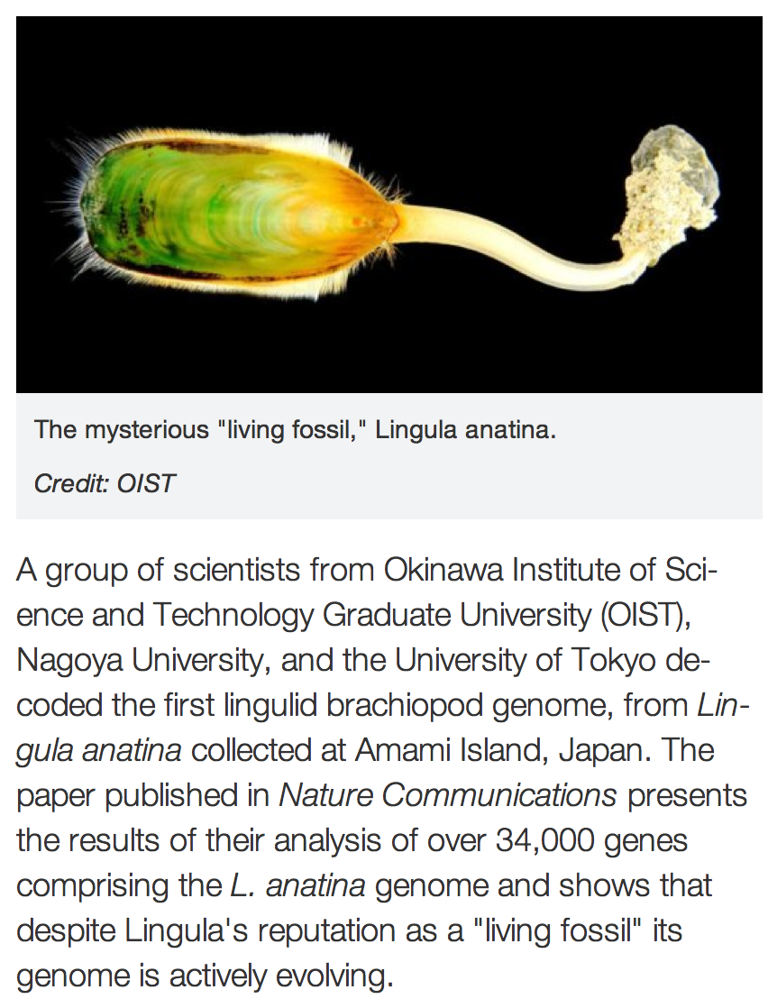 The mysterious "living fossil," Lingula anatina.
Credit: OIST
A group of scientists from Okinawa Institute of Sci-
ence and Technology Graduate University (OIST),
Nagoya University, and the University of Tokyo de-
coded the first lingulid brachiopod genome, from Lin-
gula anatina collected at Amami Island, Japan. The
paper published in Nature Communications presents
the results of their analysis of over 34,000 genes
comprising the L. anatina genome and shows that
despite Lingula's reputation as a "living fossil" its
genome is actively evolving.